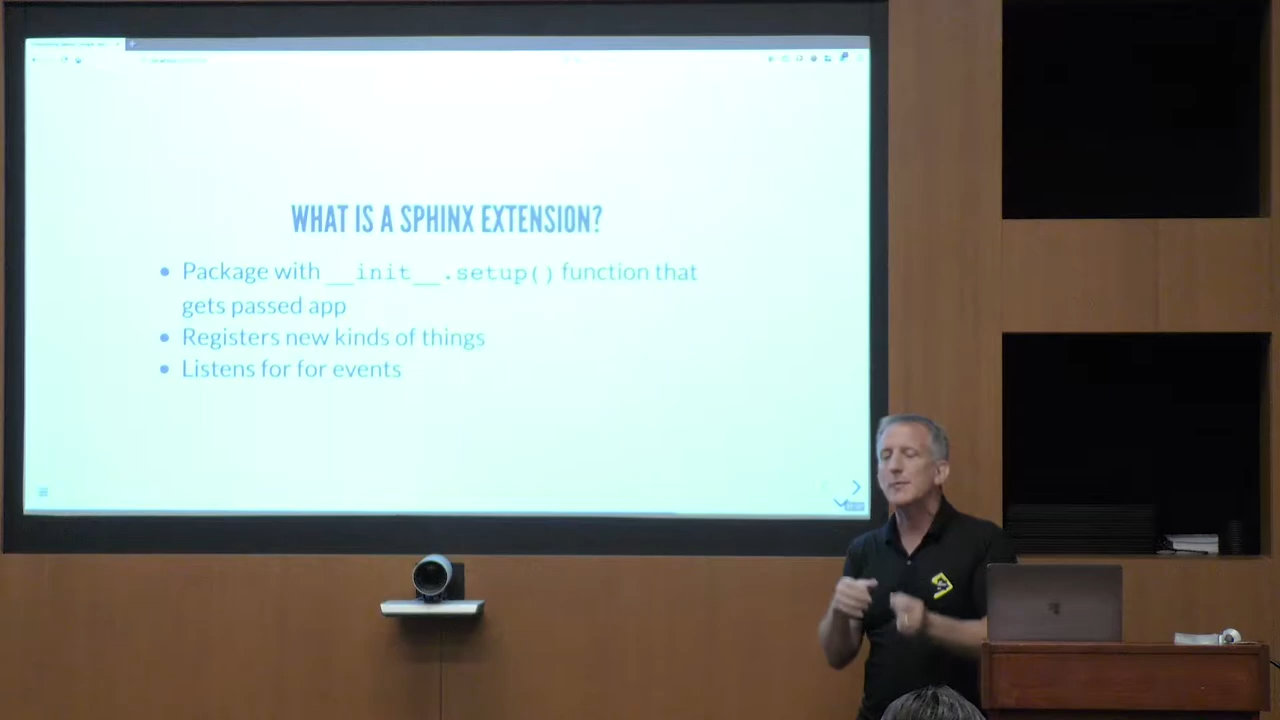 WHAT IS A SPHINX EXTENSION?
Package with __init__.setup() function that
gets passed app
Registers new kinds of things
Listens for for events